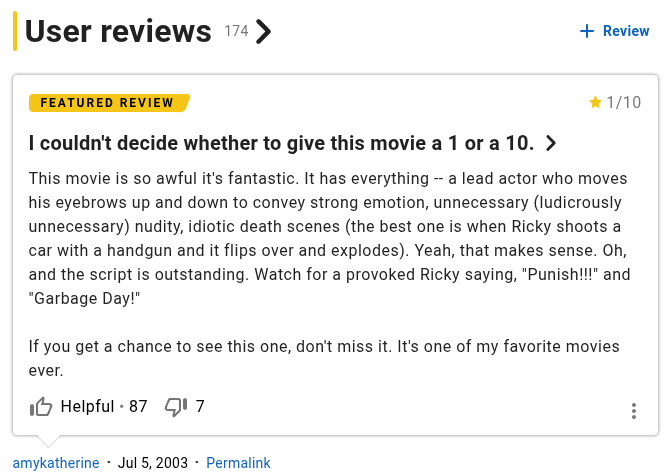 User reviews 174
+ Review
FEATURED REVIEW
1/10
I couldn't decide whether to give this movie a 1 or a 10.
This movie is so awful it's fantastic. It has everything -- a lead actor who moves
his eyebrows up and down to convey strong emotion, unnecessary (ludicrously
unnecessary) nudity, idiotic death scenes (the best one is when Ricky shoots a
car with a handgun and it flips over and explodes). Yeah, that makes sense. Oh,
and the script is outstanding. Watch for a provoked Ricky saying, "Punish!!!" and
"Garbage Day!"
If you get a chance to see this one, don't miss it. It's one of my favorite movies
ever.
Helpful · 87 7
amykatherine · Jul 5, 2003 · Permalink